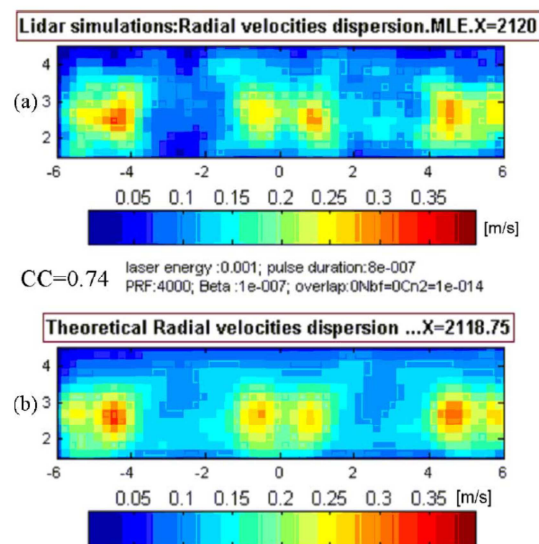 Lidar simulations:Radial velocities dispersion.MLE.X=2120
(a)
4
3
2
-6 -4 -2 0 2 4 6
0.05 0.1 0.15 0.2 0.25 0.3 0.35
[m/s]
CC=0.74
laser energy :0.001; pulse duration:8e-007
PRF:4000; Beta :1e-007; overlap:0Nbf=0Cn2=1e-014
Theoretical Radial velocities dispersion ...X=2118.75
(b)
4
3
2
-6 -4 -2 0 2 4 6
0.05 0.1 0.15 0.2 0.25 0.3 0.35 [m/s]